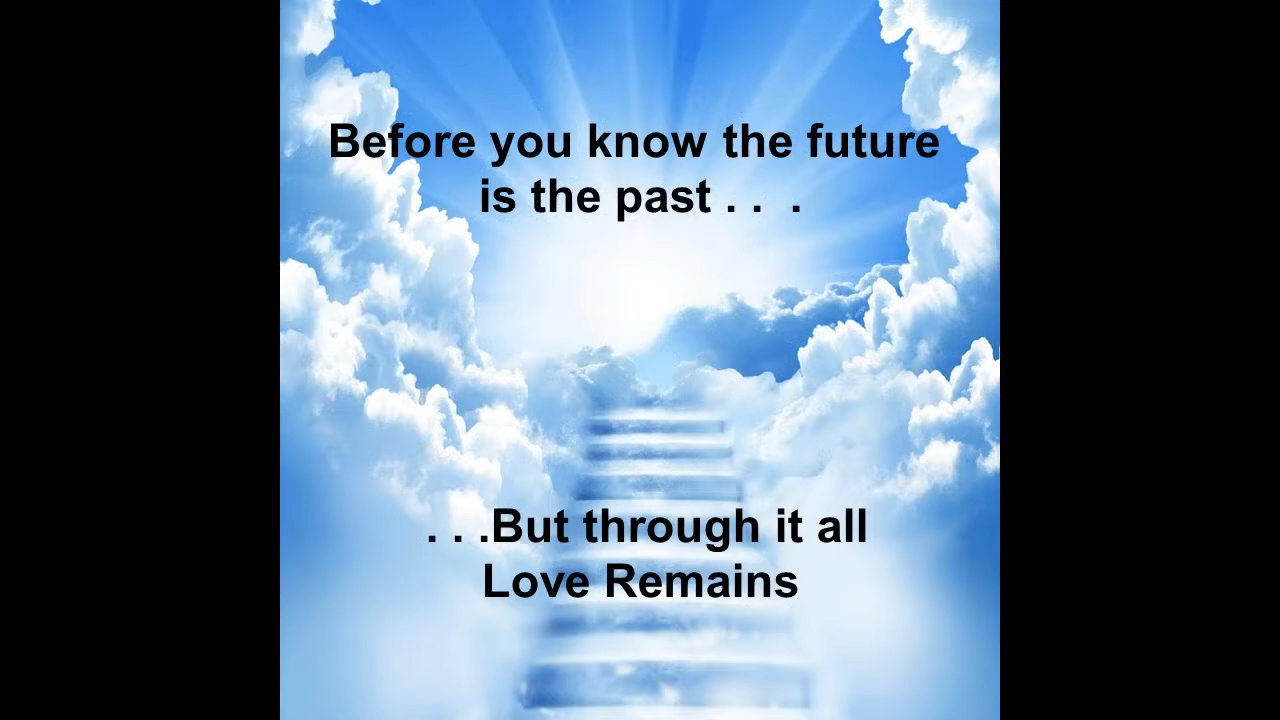 Before you know the future
is the past . .  .
. . .But through it all
Love Remains